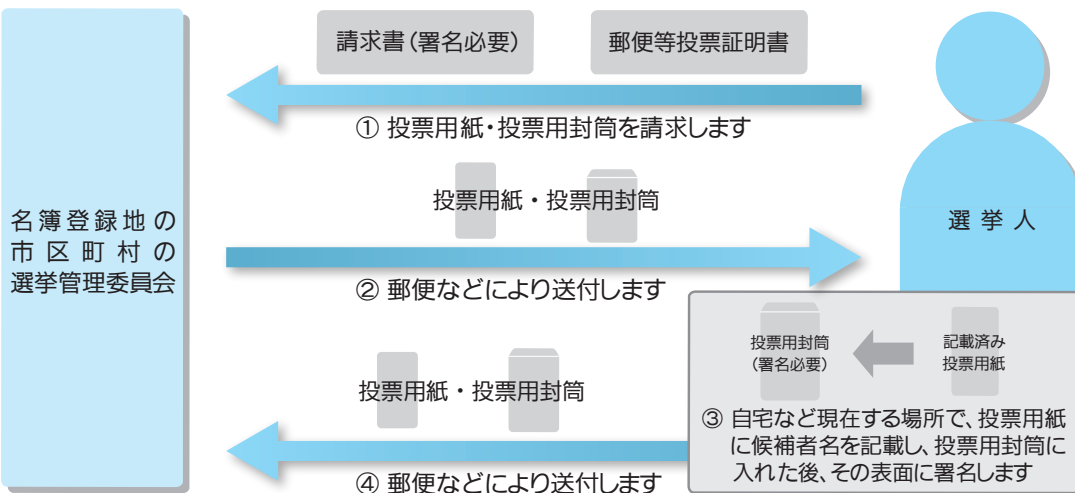 請求書(署名必要)
郵便等投票証明書
① 投票用紙・投票用封筒を請求します
投票用紙・投票用封筒
名簿登録地の
市区町村の
選挙管理委員会
選挙人
② 郵便などにより送付します
投票用封筒
(署名必要)
記載済み
投票用紙
投票用紙・投票用封筒
③ 自宅など現在する場所で、投票用紙
に候補者名を記載し、投票用封筒に
入れた後、その表面に署名します
④ 郵便などにより送付します